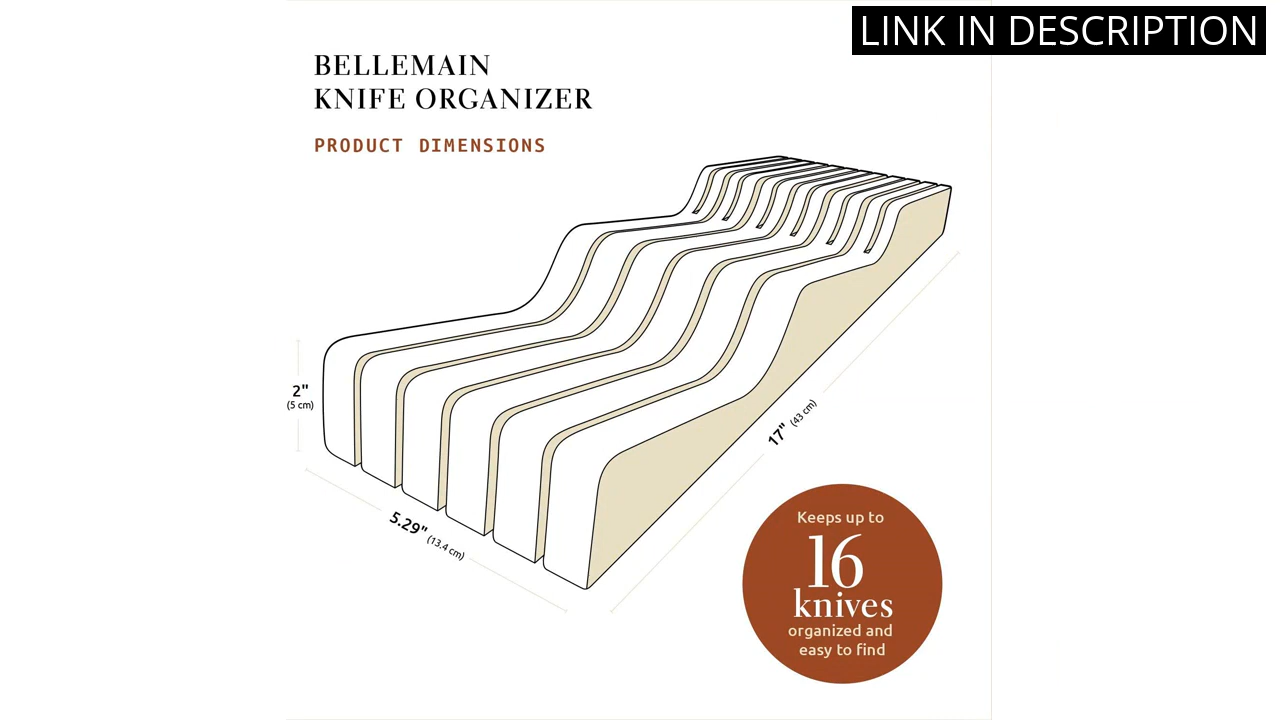 LINK IN DESCRIPTION
BELLEMAIN
KNIFE ORGANIZER
PRODUCT DIMENSIONS
2"
(5 cm)
17" (43 cm)
5.29" (13.4 cm)
Keeps up to
16
knives
organized and
easy to find